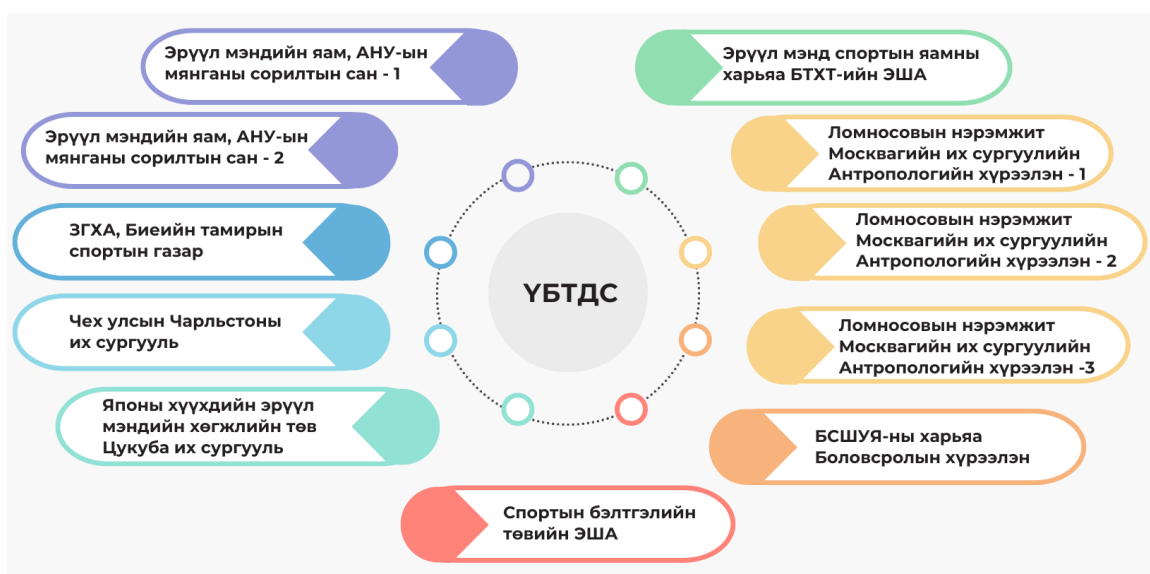 Эрүүл мэндийн яам, АНУ-ын
мянганы сорилтын сан - 1
Эрүүл мэндийн яам, АНУ-ын
мянганы сорилтын сан - 2
ЗГХА, Биеийн тамирын
спортын газар
Чех улсын Чарльстоны
их сургууль
Японы хүүхдийн эрүүл
мэндийн хөгжлийн төв
Цукуба их сургууль
ҮБТДС
Эрүүл мэнд спортын яамны
харьяа БТХТ-ийн ЭША
Ломносовын нэрэмжит
Москвагийн их сургуулийн
Антропологийн хүрээлэн - 1
Ломносовын нэрэмжит
Москвагийн их сургуулийн
Антропологийн хүрээлэн - 2
Ломносовын нэрэмжит
Москвагийн их сургуулийн
Антропологийн хүрээлэн -3
БСШУЯ-ны харьяа
Боловсролын хүрээлэн
Спортын бэлтгэлийн
төвийн ЭША